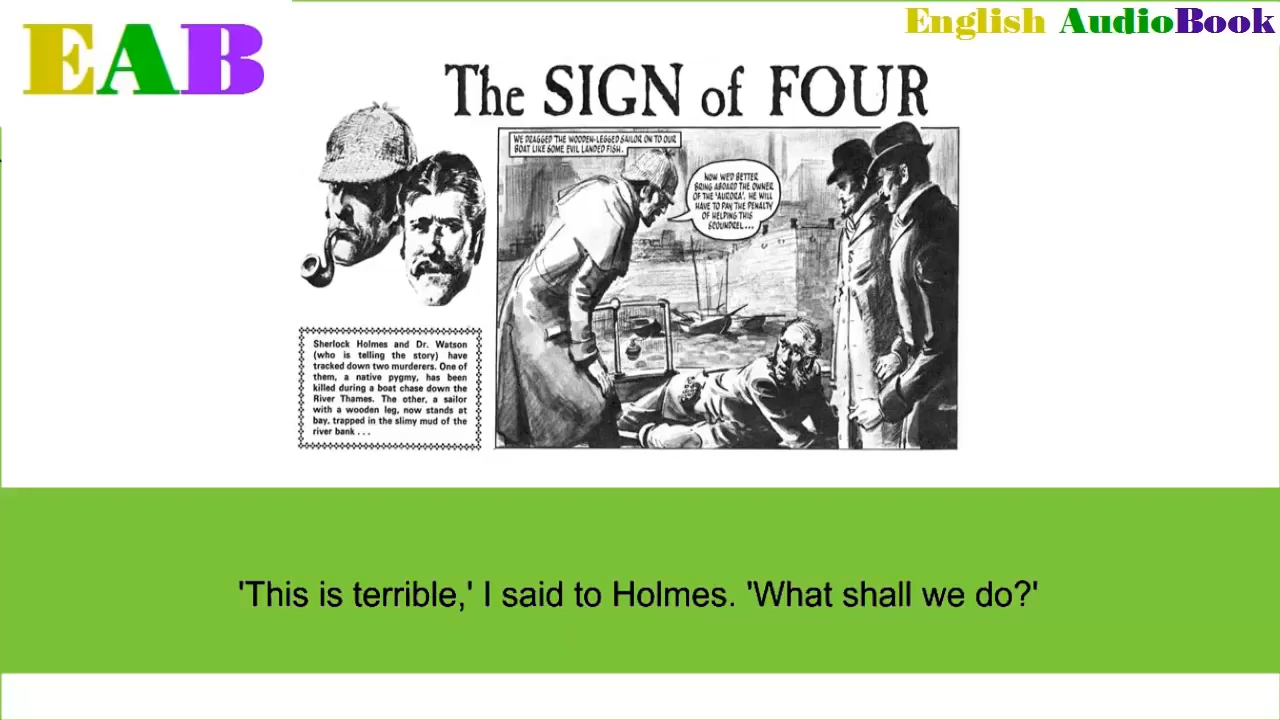 EAB
English AudioBook
The SIGN of FOUR
WE DRAGGED THE WOODEN-LEGGED SAILOR ON TO OUR
BOAT LIKE SOME EVIL LANDED FISH.
NOW WE'D BETTER
BRING ABOARD THE OWNER
OF THE 'AURORA'. HE WILL
HAVE TO PAY THE PENALTY
OF HELPING THIS
SCOUNDREL...
Sherlock Holmes and Dr. Watson
(who is telling the story) have
tracked down two murderers. One of
them, a native pygmy, has been
killed during a boat chase down the
River Thames. The other, a sailor
with a wooden leg, now stands at
bay, trapped in the slimy mud of the
river bank . . .
'This is terrible,' I said to Holmes. 'What shall we do?'